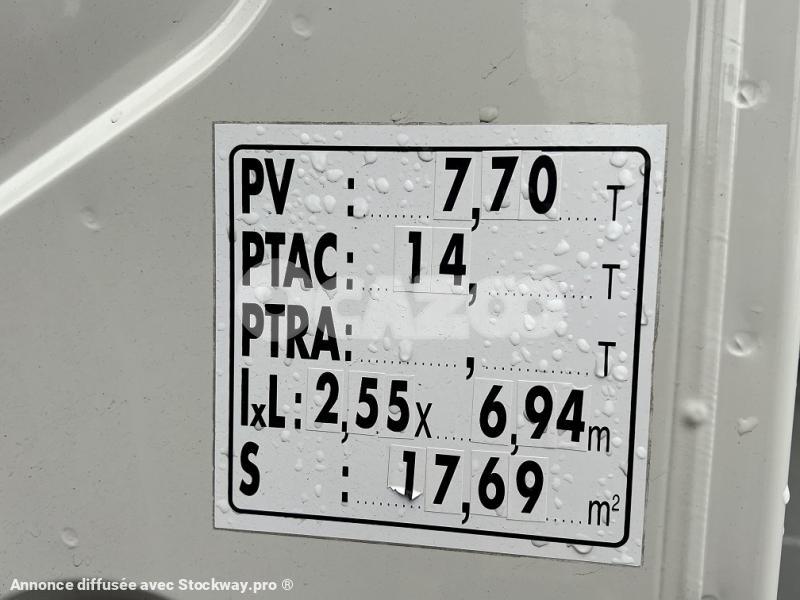 PV : 7,70 T
PTAC : 14, T
PTRA : , T
lxL : 2,55 x 6,94 m
S : 17,69 m²
OCAZOO
Annonce diffusée avec Stockway.pro ®